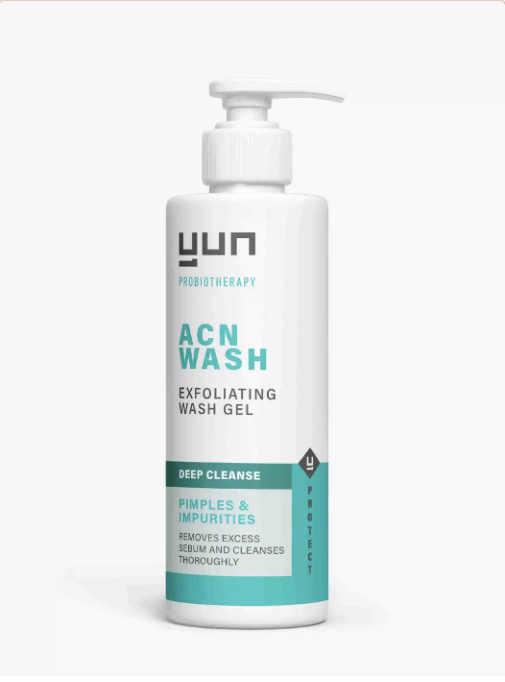 yun
PROBIOTHERAPY
ACN
WASH
EXFOLIATING
WASH GEL
DEEP CLEANSE
PIMPLES &
IMPURITIES
REMOVES EXCESS
SEBUM AND CLEANSES
THOROUGHLY
PROTECT